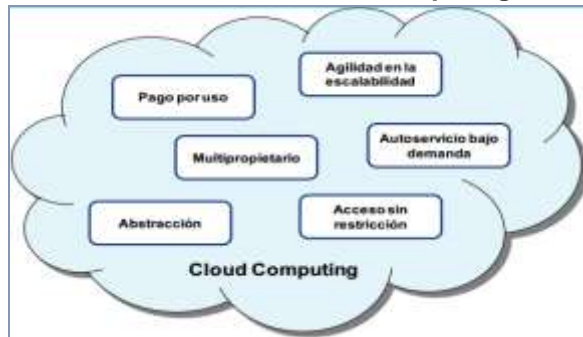 Agilidad en la
escalabilidad
Pago por uso
Autoservicio bajo
demanda
Multipropietario
Acceso sin
restricción
Abstracción
Cloud Computing